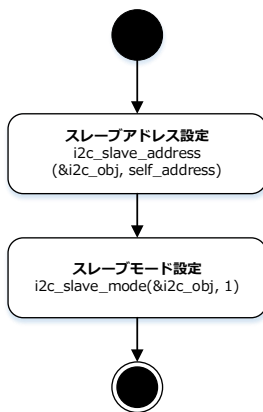 スレーブアドレス設定
i2c_slave_address
(&i2c_obj, self_address)
スレーブモード設定
i2c_slave_mode(&i2c_obj, 1)